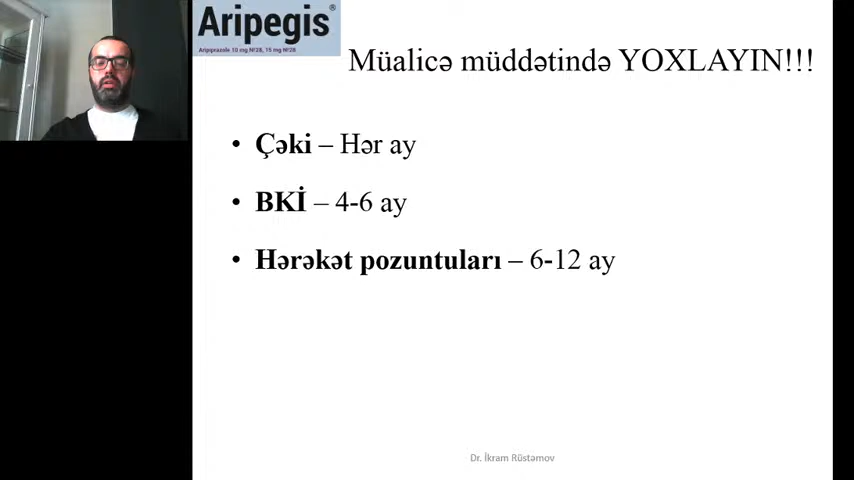 Aripegis®
Aripiprazole 10 mg №28, 15 mg №28
Müalicə müddətində YOXLAYIN!!!
• Çəki – Hər ay
• BKİ – 4-6 ay
• Hərəkət pozuntuları – 6-12 ay
Dr. İkram Rüstəmov